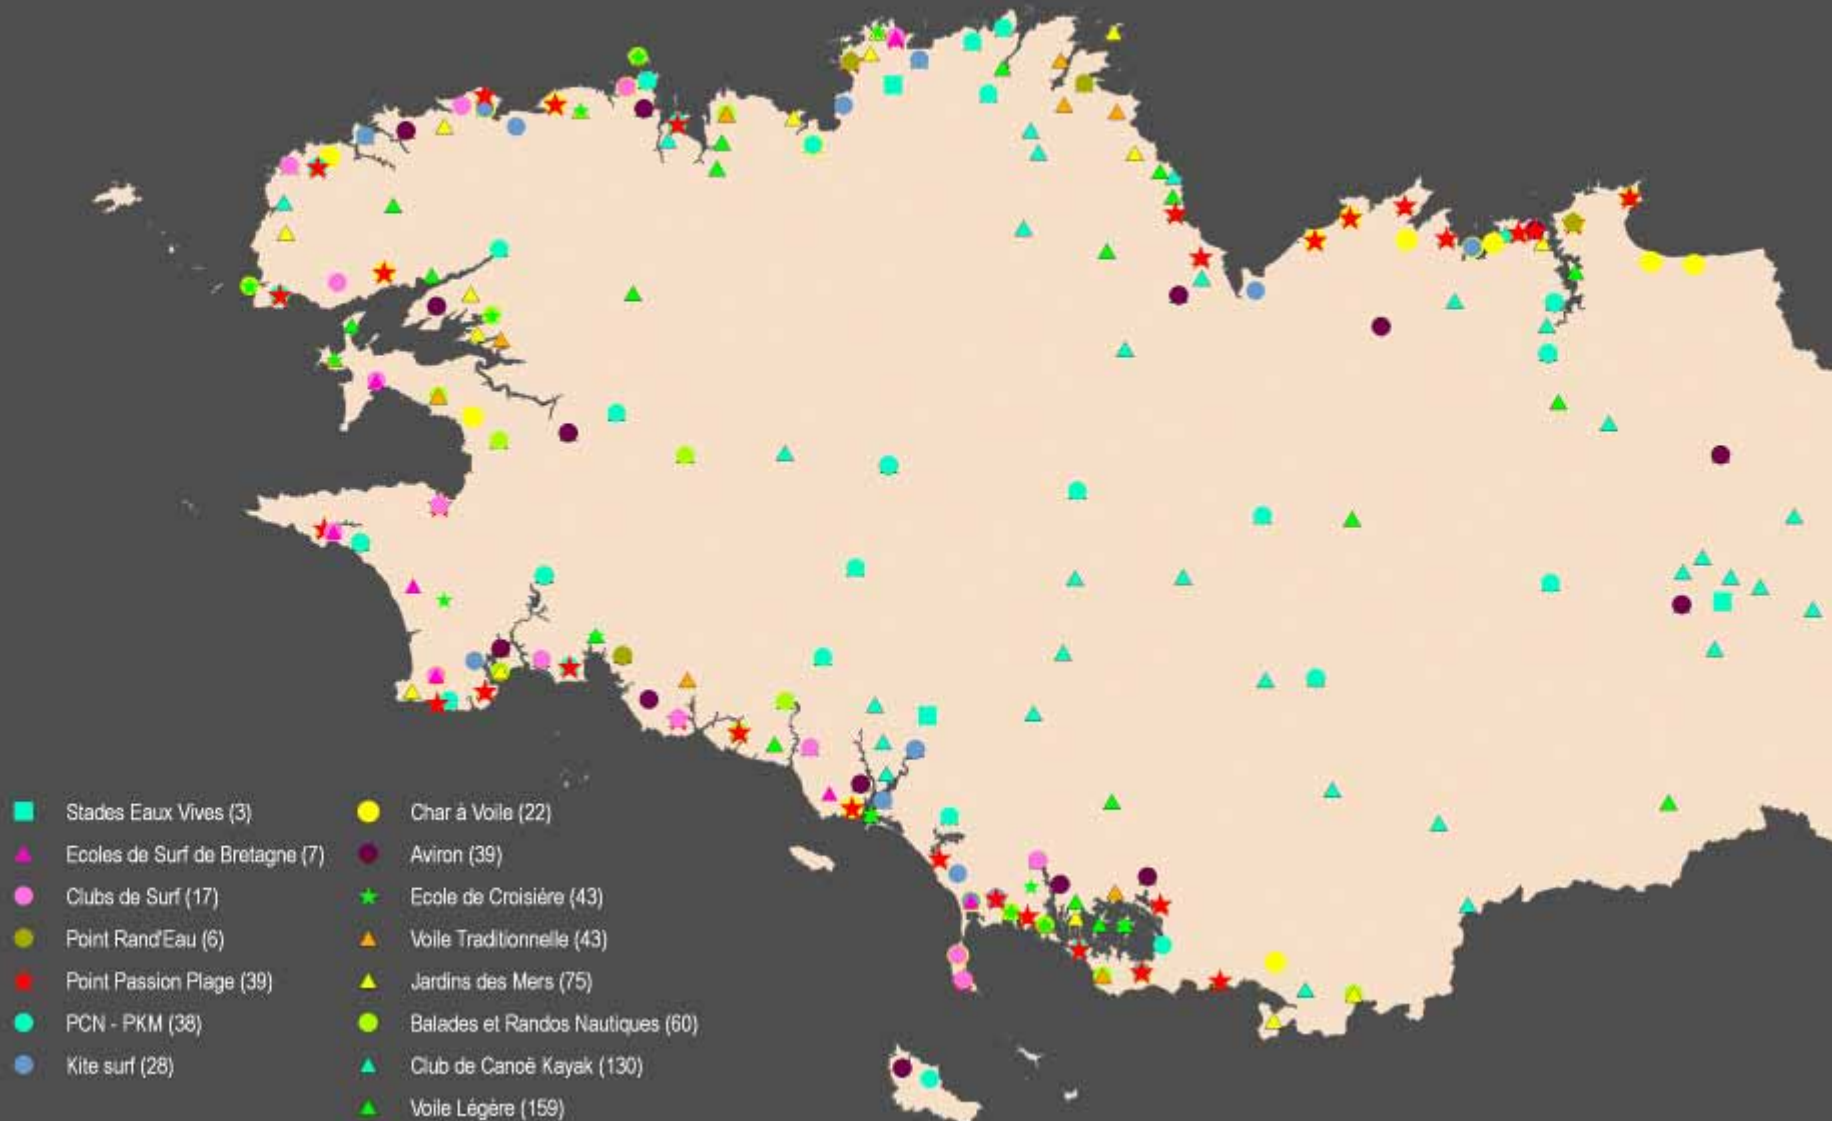 Stades Eaux Vives (3)
Ecoles de Surf de Bretagne (7)
Clubs de Surf (17)
Point Rand'Eau (6)
Point Passion Plage (39)
PCN - PKM (38)
Kite surf (28)
Char à Voile (22)
Aviron (39)
Ecole de Croisière (43)
Voile Traditionnelle (43)
Jardins des Mers (75)
Balades et Randos Nautiques (60)
Club de Canoë Kayak (130)
Voile Légère (159)